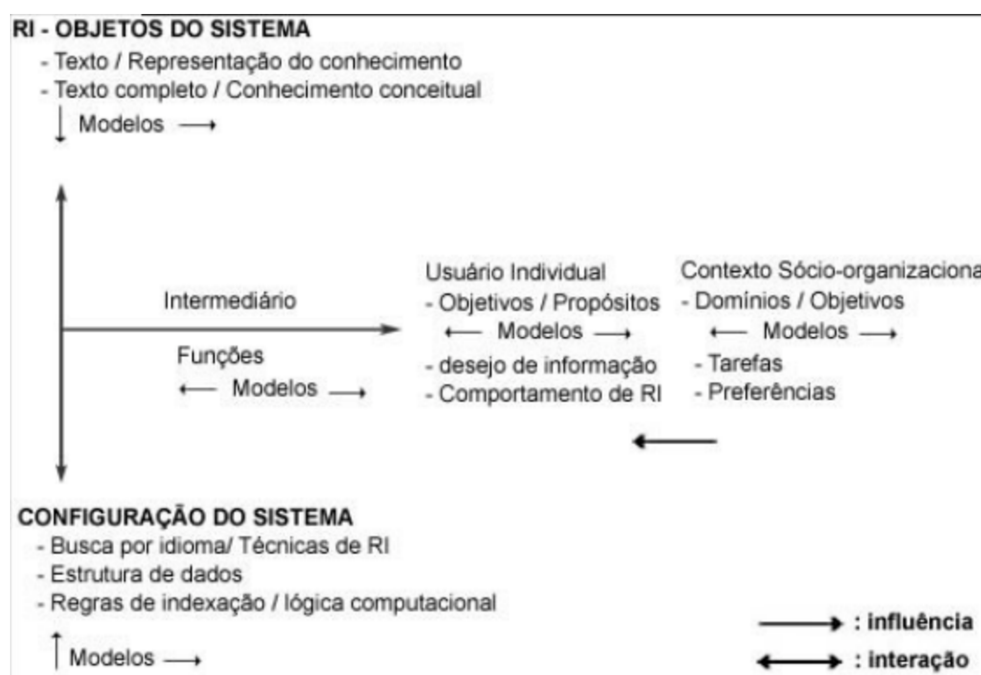 RI - OBJETOS DO SISTEMA
- Texto / Representação do conhecimento
- Texto completo / Conhecimento conceitual
Modelos
Intermediário
Funções
Modelos
Usuário Individual
- Objetivos / Propósitos
Modelos
- desejo de informação
- Comportamento de RI
Contexto Sócio-organizaciona
- Domínios / Objetivos
Modelos
- Tarefas
- Preferências
CONFIGURAÇÃO DO SISTEMA
- Busca por idioma/ Técnicas de RI
- Estrutura de dados
- Regras de indexação / lógica computacional
Modelos
: influência
: interação